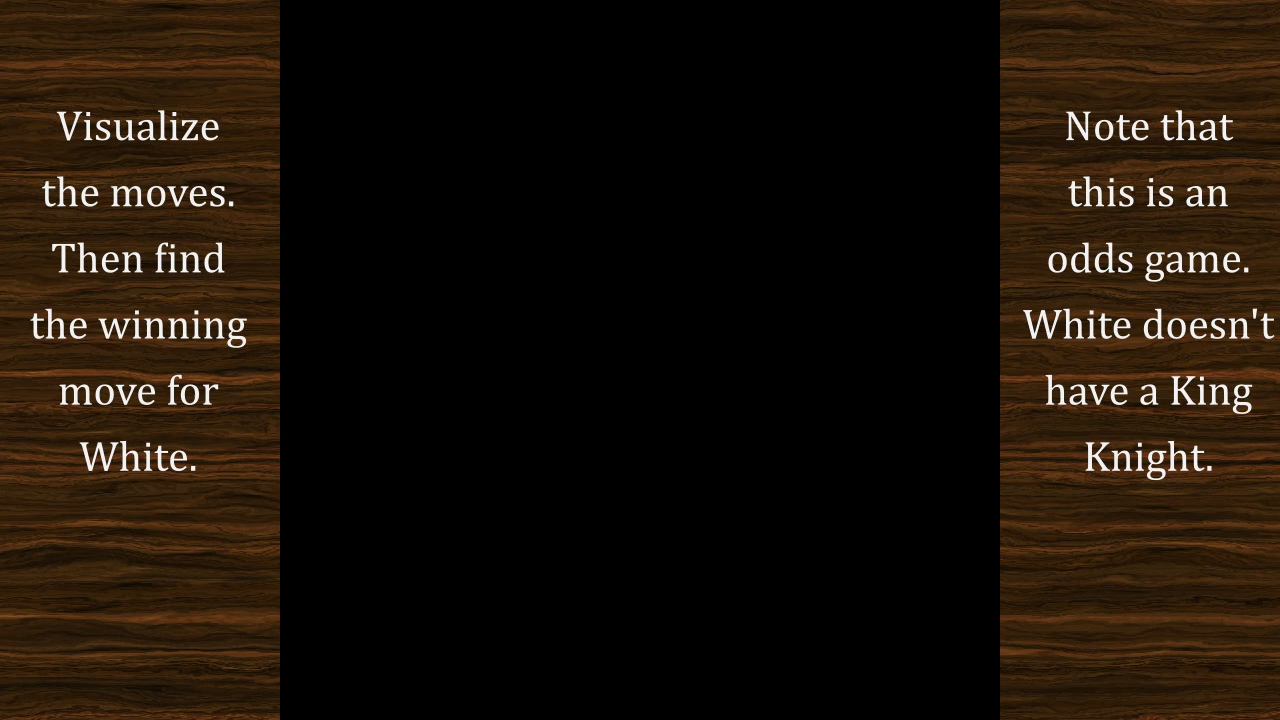 Visualize
the moves.
Then find
the winning
move for
White.
Note that
this is an
odds game.
White doesn't
have a King
Knight.